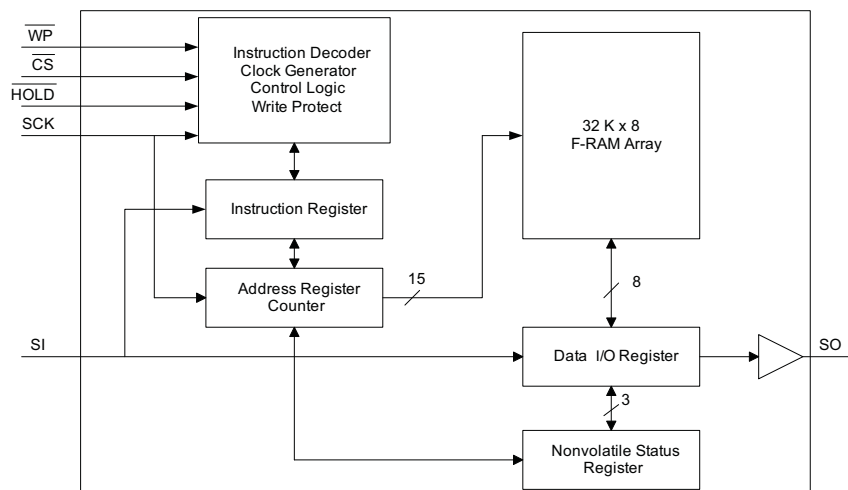 WP
CS
HOLD
SCK
Instruction Decoder
Clock Generator
Control Logic
Write Protect
32 K x 8
F-RAM Array
Instruction Register
Address Register
Counter
15
8
SI
Data I/O Register
SO
3
Nonvolatile Status
Register